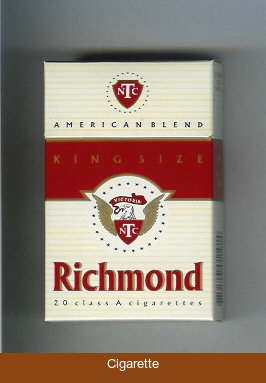 NTC
AMERICAN BLEND
KING SIZE
VICTORIA
NTC
Richmond
20 class A cigarettes
Cigarette